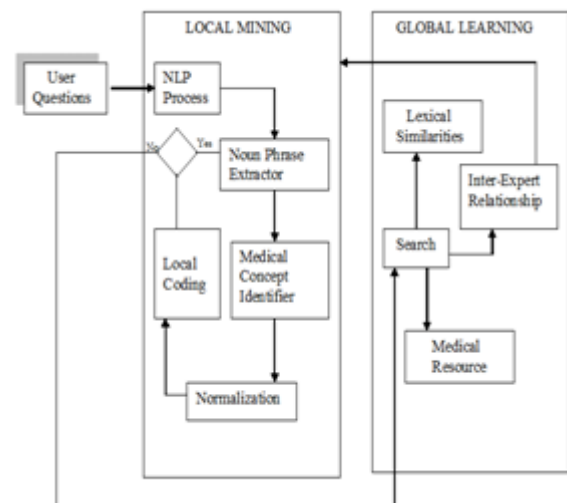 LOCAL MINING
GLOBAL LEARNING
User
Questions
NLP
Process
No
Yes
Noun Phrase
Extractor
Local
Coding
Medical
Concept
Identifier
Normalization
Lexical
Similarities
Inter-Expert
Relationship
Search
Medical
Resource